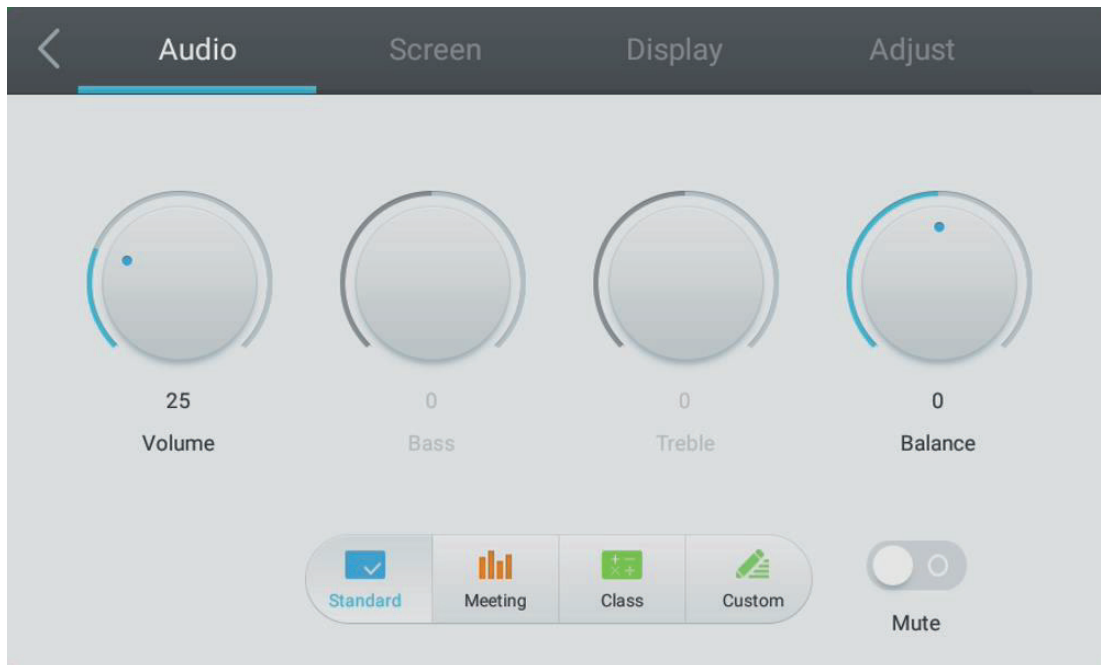 Audio Screen Display Adjust
25 0 0 0
Volume Bass Treble Balance
Standard Meeting Class Custom
Mute